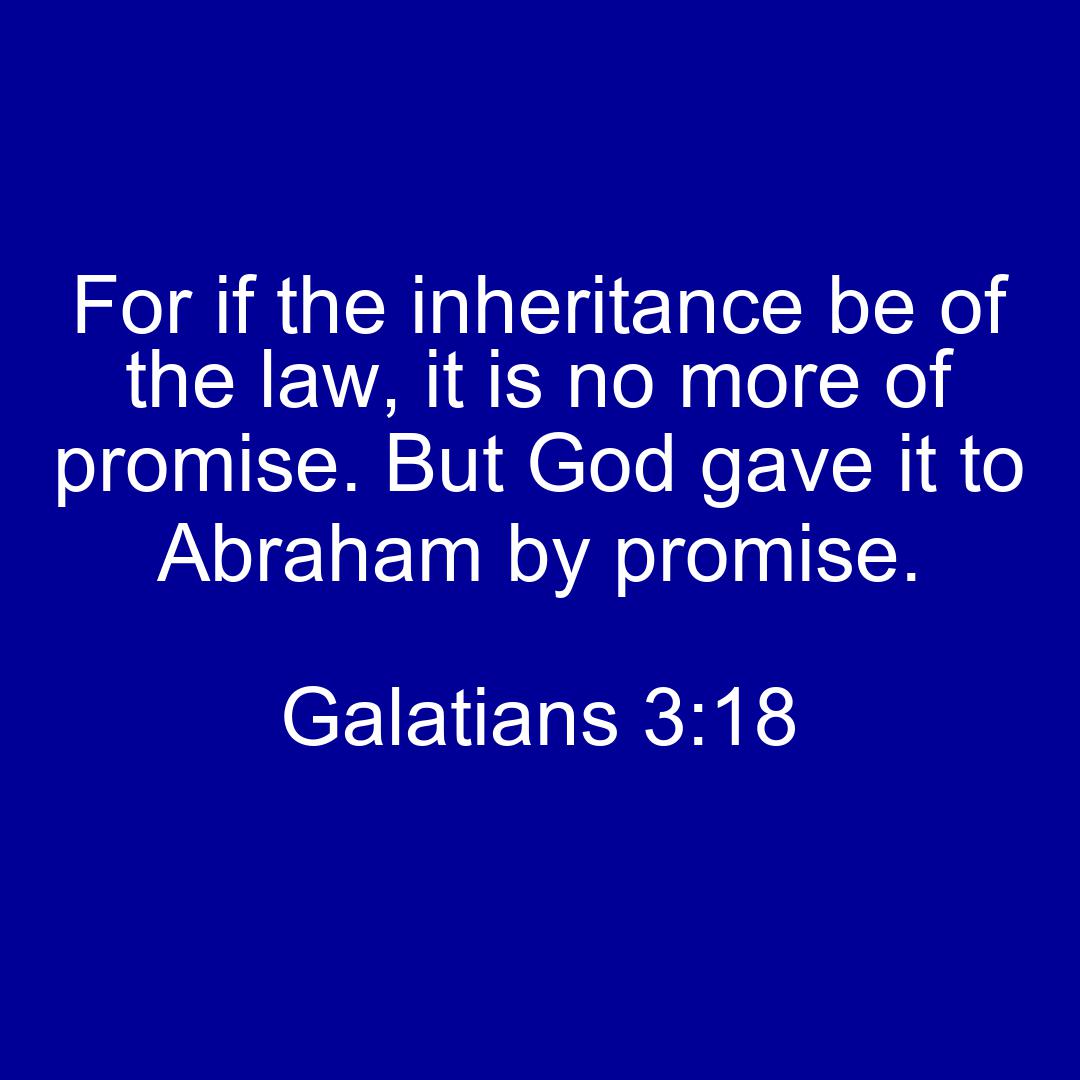 For if the inheritance be of
the law, it is no more of
promise. But God gave it to
Abraham by promise.
Galatians 3:18